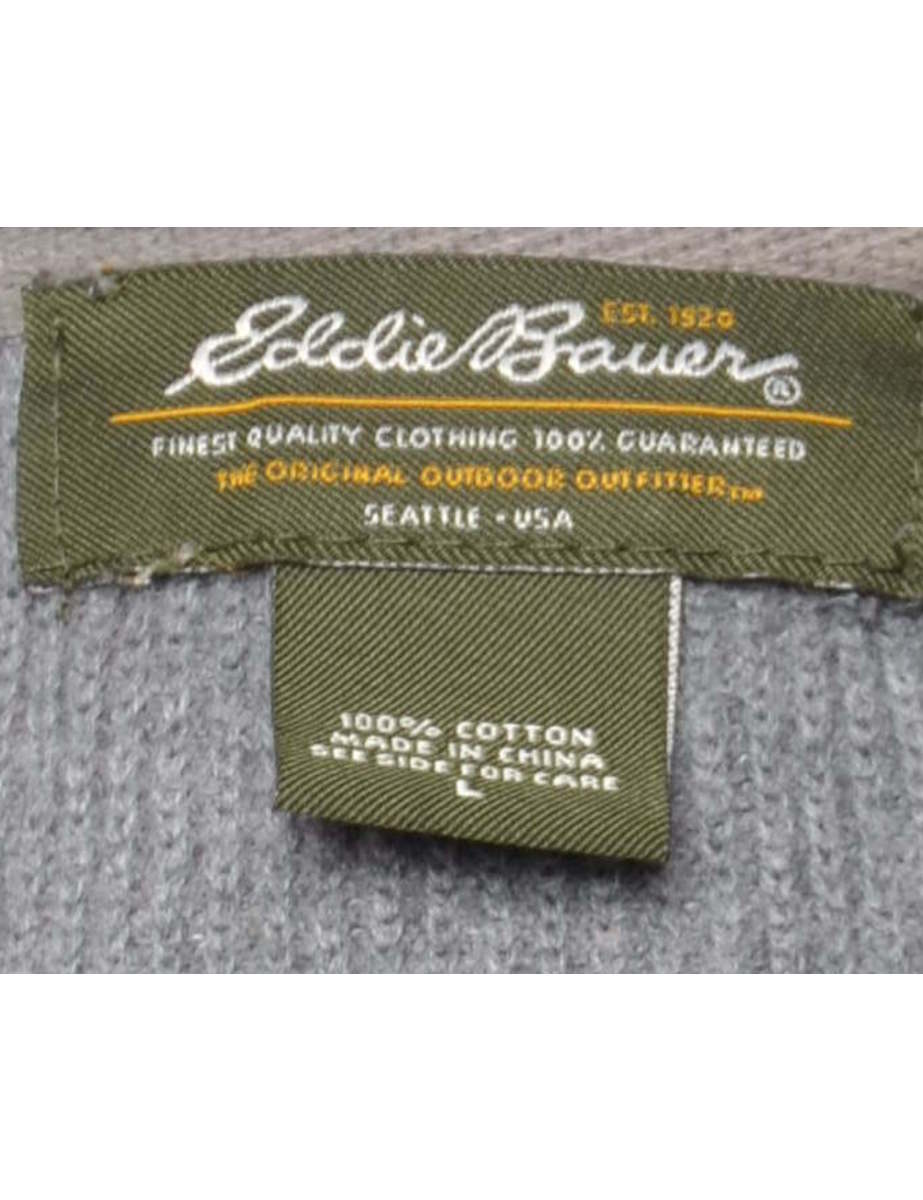 EST. 1920
Eddie Bauer®
FINEST QUALITY CLOTHING 100% GUARANTEED
THE ORIGINAL OUTDOOR OUTFITTER™
SEATTLE • USA
100% COTTON
MADE IN CHINA
SEE SIDE FOR CARE
L